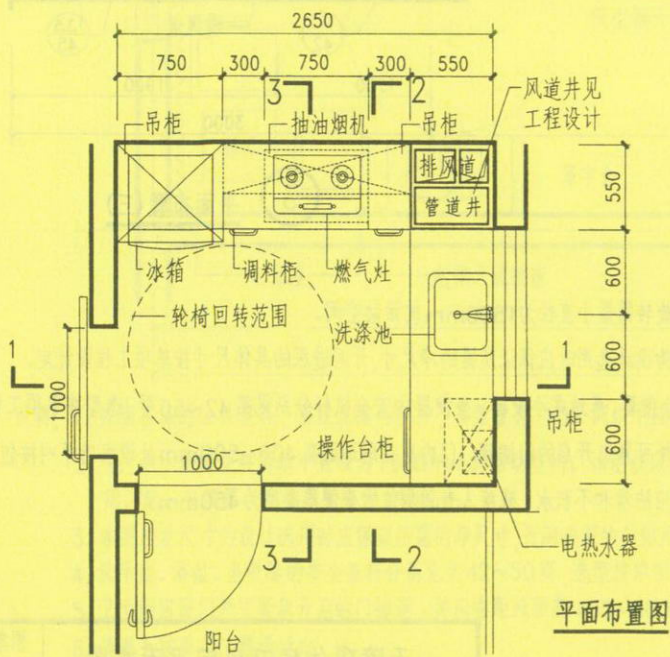 2650
750 300 750 300 550
3 2
风道井见
工程设计
吊柜 抽油烟机 吊柜
排风道
管道井
550
冰箱 调料柜 燃气灶
600
轮椅回转范围
洗涤池
1 1
1000
600
吊柜
600
操作台柜
1000
3 2
电热水器
阳台
平面布置图